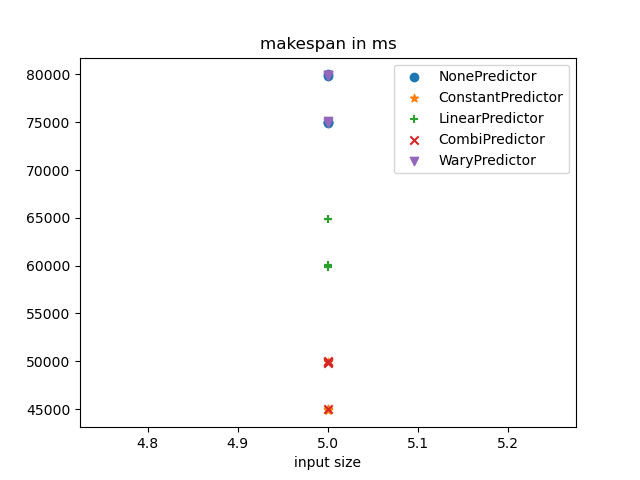 makespan in ms
80000
75000
70000
65000
60000
55000
50000
45000
NonePredictor
ConstantPredictor
LinearPredictor
CombiPredictor
WaryPredictor
4.8 4.9 5.0 5.1 5.2
input size